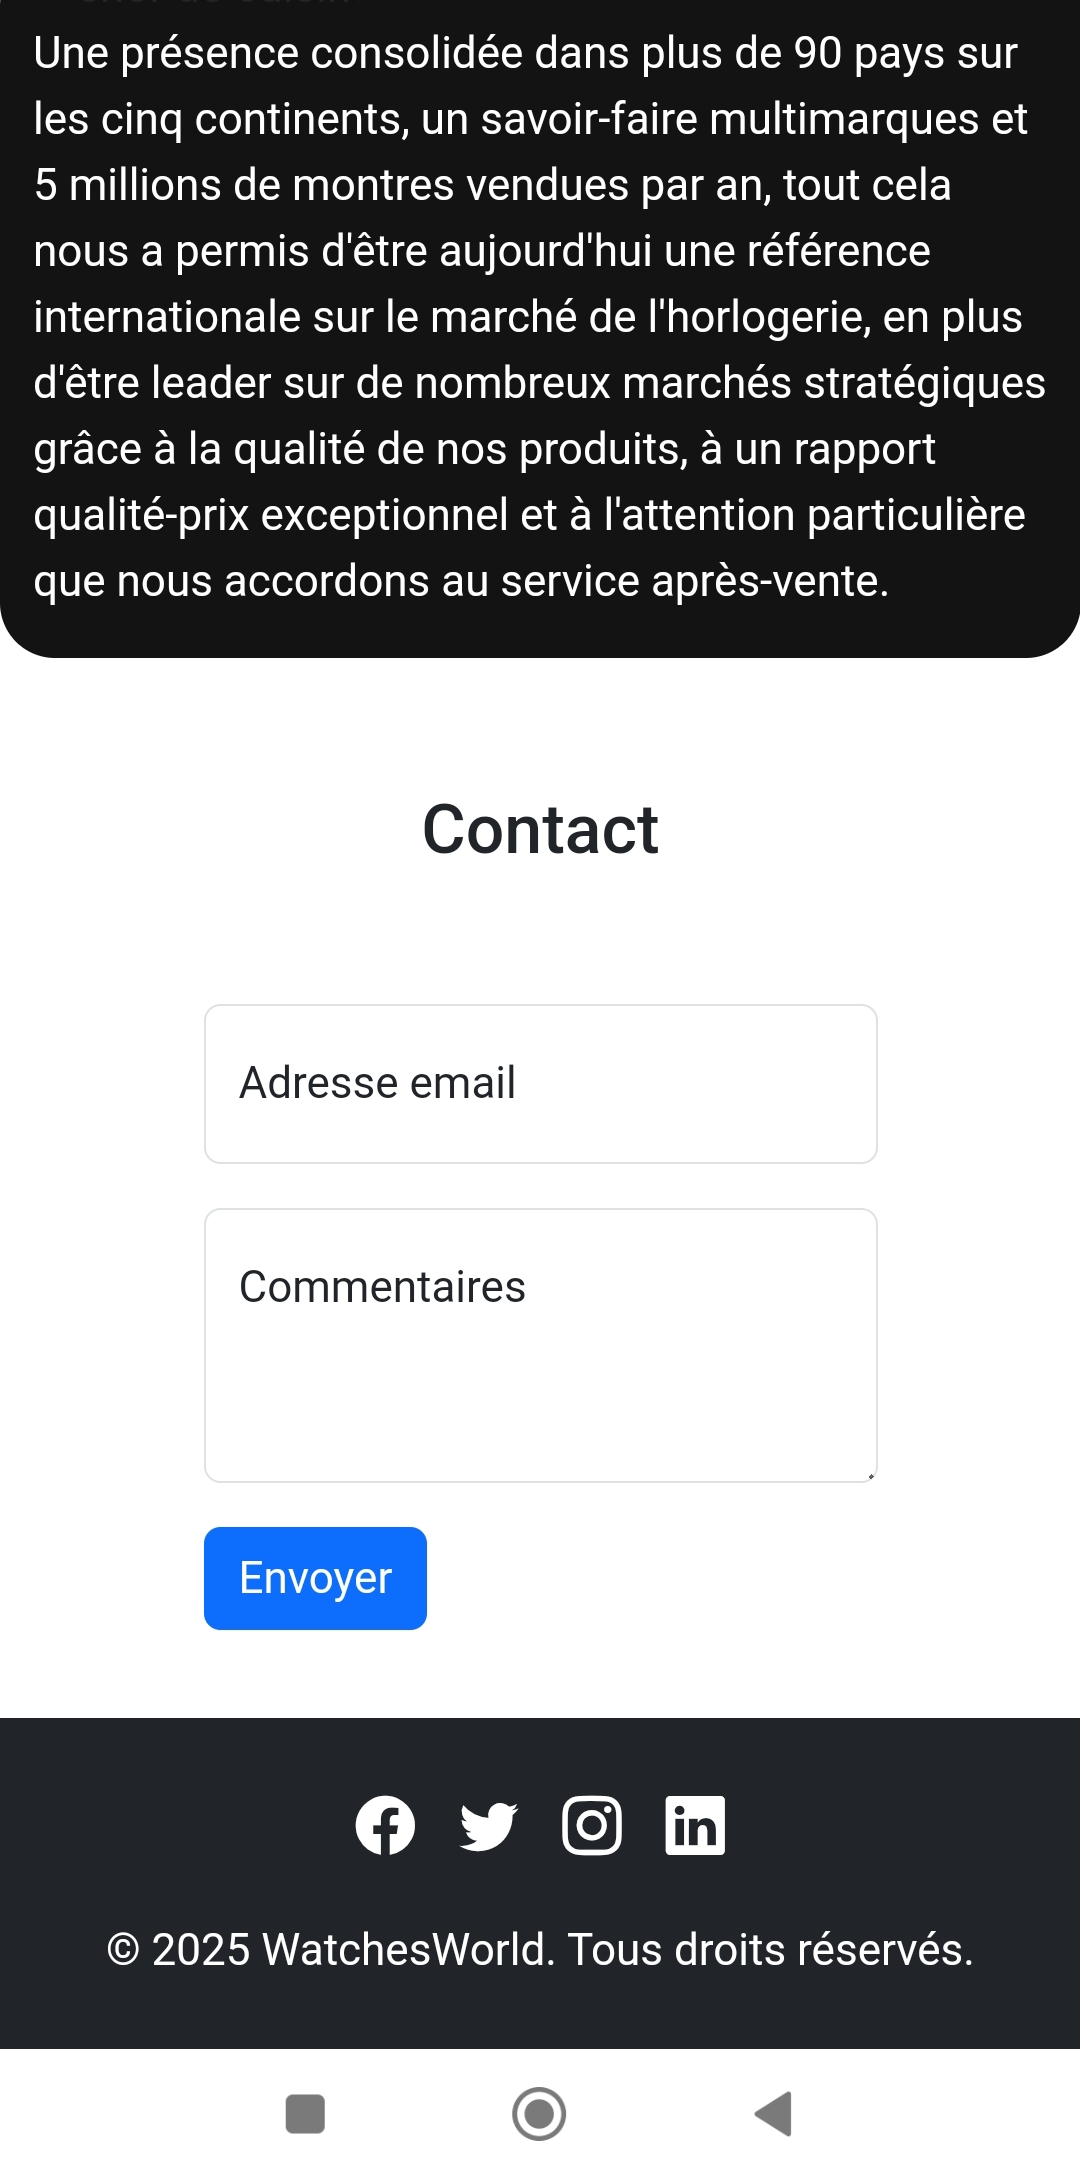 Une présence consolidée dans plus de 90 pays sur
les cinq continents, un savoir-faire multimarques et
5 millions de montres vendues par an, tout cela
nous a permis d'être aujourd'hui une référence
internationale sur le marché de l'horlogerie, en plus
d'être leader sur de nombreux marchés stratégiques
grâce à la qualité de nos produits, à un rapport
qualité-prix exceptionnel et à l'attention particulière
que nous accordons au service après-vente.
Contact
Adresse email
Commentaires
Envoyer
© 2025 WatchesWorld. Tous droits réservés.